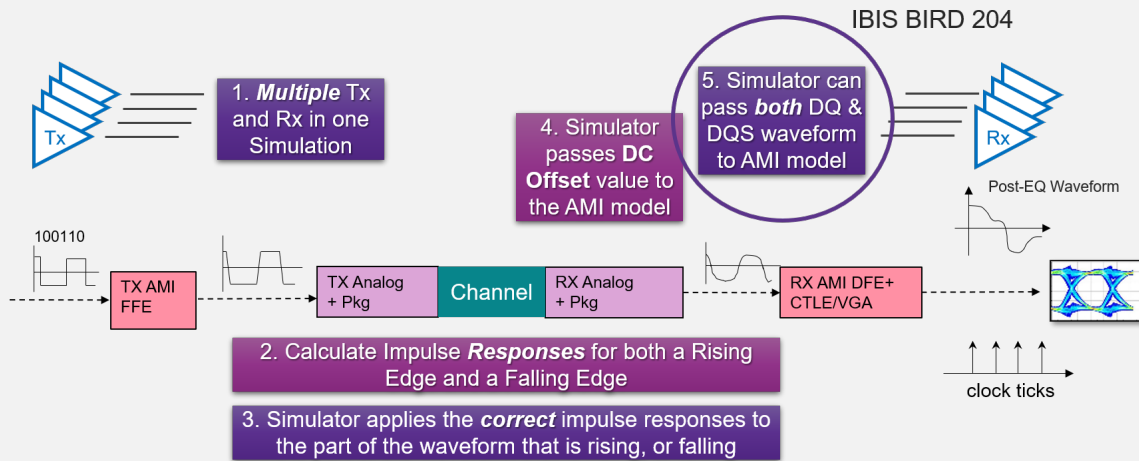 IBIS BIRD 204
Tx
1. Multiple Tx
and Rx in one
Simulation
4. Simulator
passes DC
Offset value to
the AMI model
5. Simulator can
pass both DQ &
DQS waveform
to AMI model
Rx
Post-EQ Waveform
100110
TX AMI
FFE
TX Analog
+ Pkg
Channel
RX Analog
+ Pkg
RX AMI DFE+
CTLE/VGA
2. Calculate Impulse Responses for both a Rising
Edge and a Falling Edge
3. Simulator applies the correct impulse responses to
the part of the waveform that is rising, or falling
clock ticks